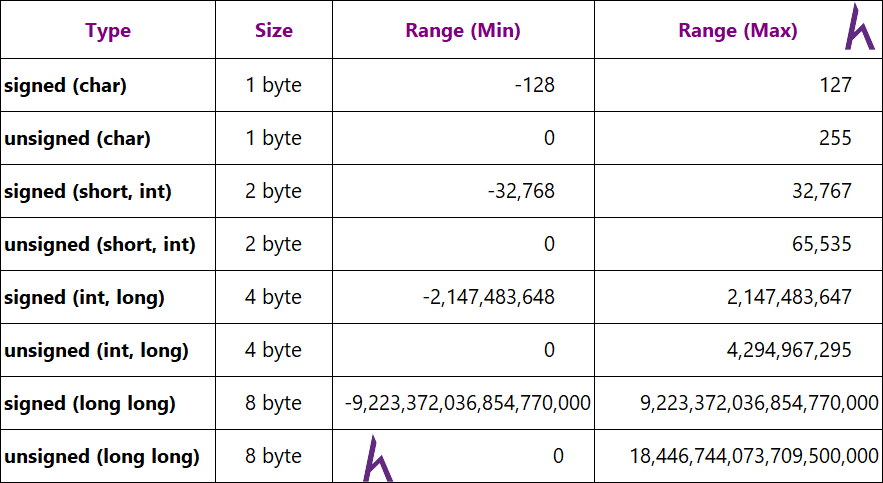 Type Size Range (Min) Range (Max)
signed (char) 1 byte -128 127
unsigned (char) 1 byte 0 255
signed (short, int) 2 byte -32,768 32,767
unsigned (short, int) 2 byte 0 65,535
signed (int, long) 4 byte -2,147,483,648 2,147,483,647
unsigned (int, long) 4 byte 0 4,294,967,295
signed (long long) 8 byte -9,223,372,036,854,770,000 9,223,372,036,854,770,000
unsigned (long long) 8 byte 0 18,446,744,073,709,500,000